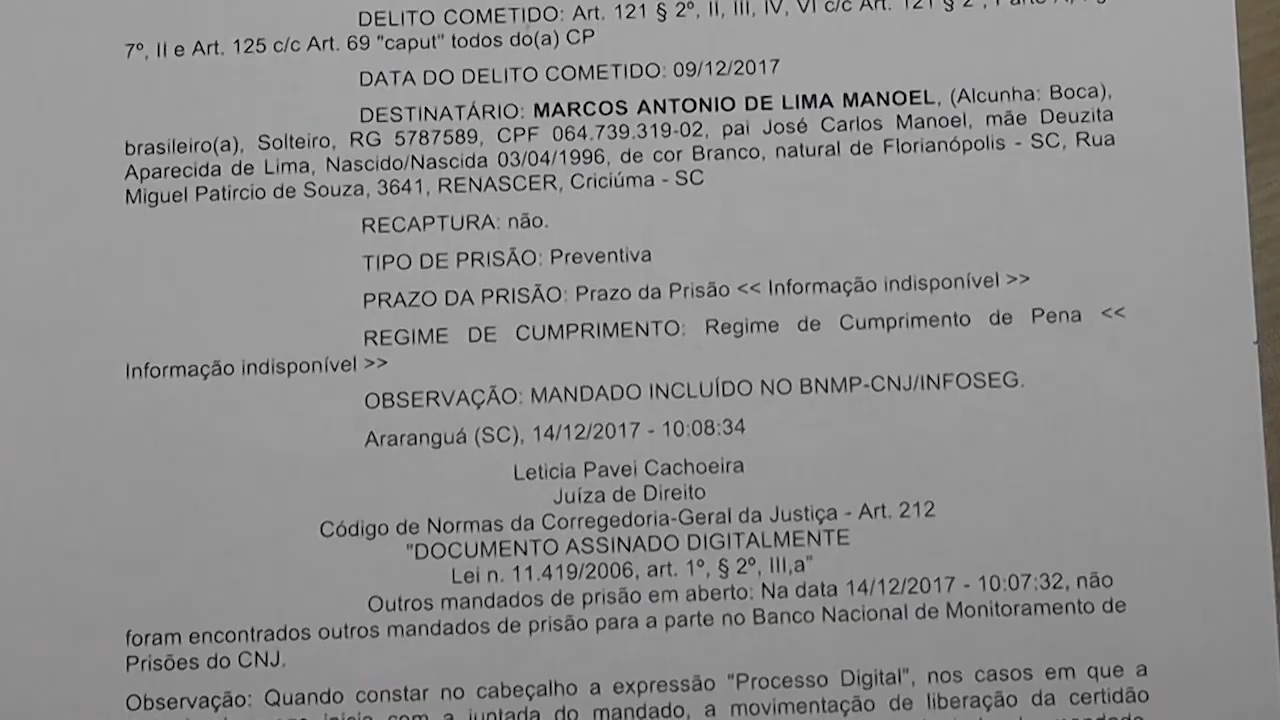 DELITO COMETIDO: Art. 121 § 2º, II, III, IV, VI c/c Art. 121 § 2
7º, II e Art. 125 c/c Art. 69 "caput" todos do(a) CP
DATA DO DELITO COMETIDO: 09/12/2017
DESTINATÁRIO: MARCOS ANTONIO DE LIMA MANOEL, (Alcunha: Boca),
brasileiro(a), Solteiro, RG 5787589, CPF 064.739.319-02, pai José Carlos Manoel, mãe Deuzita
Aparecida de Lima, Nascido/Nascida 03/04/1996, de cor Branco, natural de Florianópolis - SC, Rua
Miguel Patircio de Souza, 3641, RENASCER, Criciúma - SC
RECAPTURA: não.
TIPO DE PRISÃO: Preventiva
PRAZO DA PRISÃO: Prazo da Prisão << Informação indisponível >>
REGIME DE CUMPRIMENTO: Regime de Cumprimento de Pena <<
Informação indisponível >>
OBSERVAÇÃO: MANDADO INCLUÍDO NO BNMP-CNJ/INFOSEG.
Araranguá (SC), 14/12/2017 - 10:08:34
Leticia Pavei Cachoeira
Juíza de Direito
Código de Normas da Corregedoria-Geral da Justiça - Art. 212
"DOCUMENTO ASSINADO DIGITALMENTE
Lei n. 11.419/2006, art. 1º, § 2º, III,a"
Outros mandados de prisão em aberto: Na data 14/12/2017 - 10:07:32, não
foram encontrados outros mandados de prisão para a parte no Banco Nacional de Monitoramento de
Prisões do CNJ.
Observação: Quando constar no cabeçalho a expressão "Processo Digital", nos casos em que a
com a juntada do mandado, a movimentação de liberação da certidão